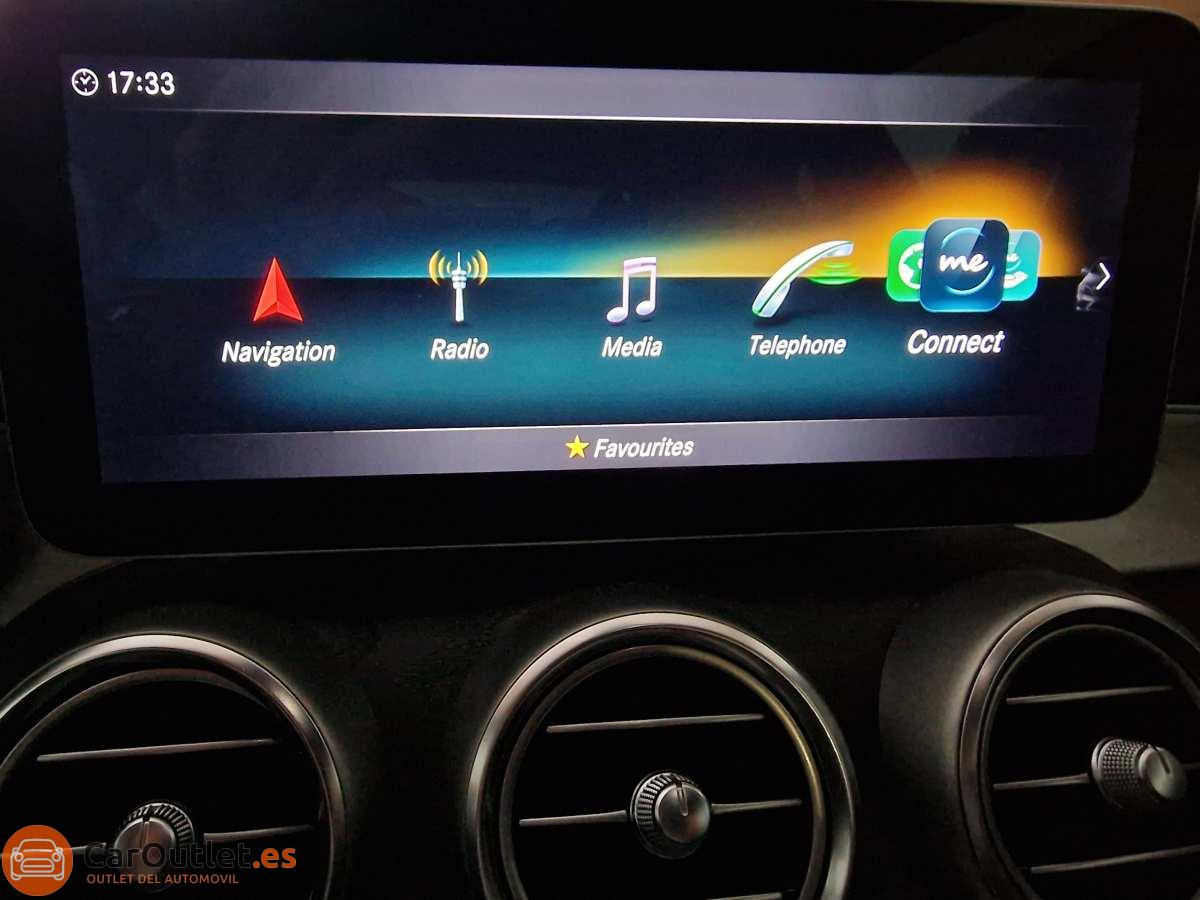 17:33
Navigation
Radio
Media
Telephone
me
Connect
Favourites
CarOutlet.es
OUTLET DEL AUTOMOVIL